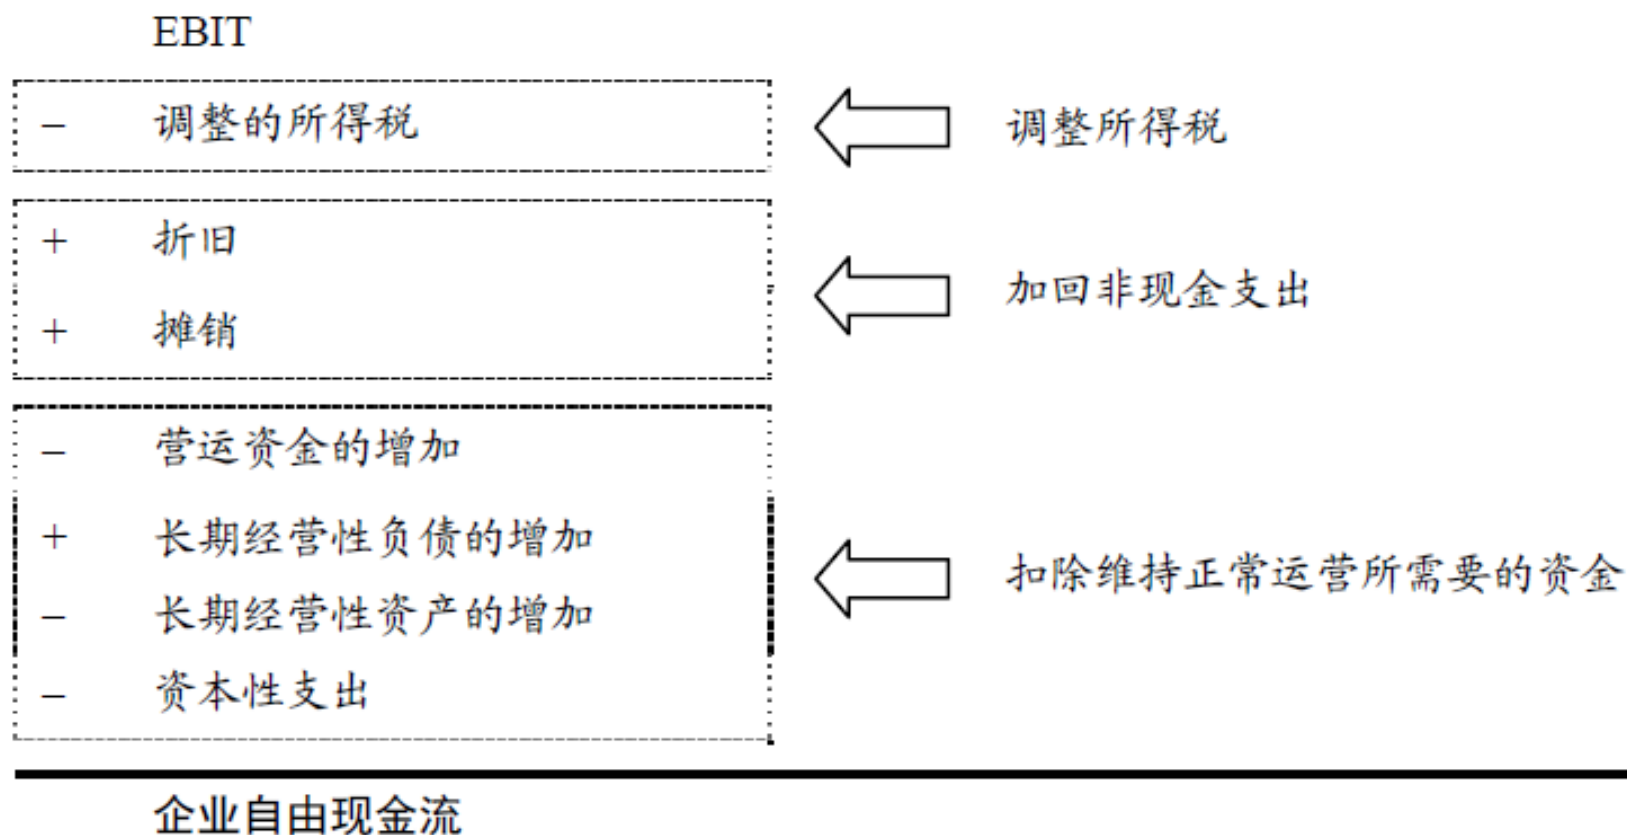 EBIT
– 调整的所得税
调整所得税
+ 折旧
+ 摊销
加回非现金支出
– 营运资金的增加
+ 长期经营性负债的增加
– 长期经营性资产的增加
– 资本性支出
扣除维持正常运营所需要的资金
企业自由现金流